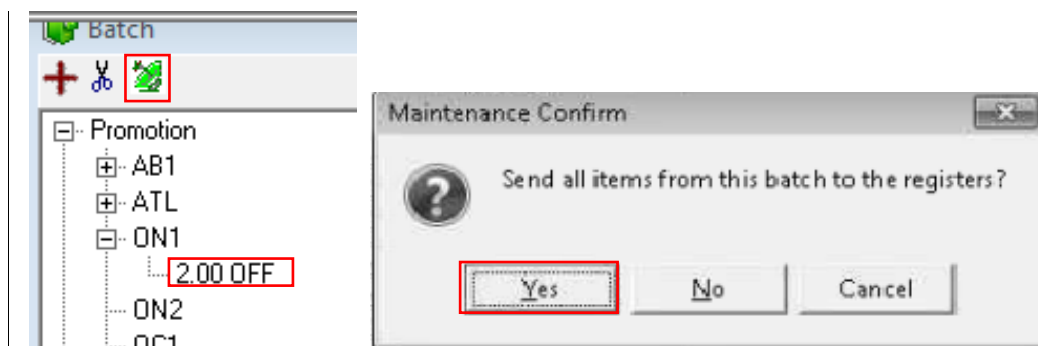 Batch
Promotion
AB1
ATL
ON1
2.00 OFF
ON2
OC1
Maintenance Confirm
Send all items from this batch to the registers?
Yes
No
Cancel